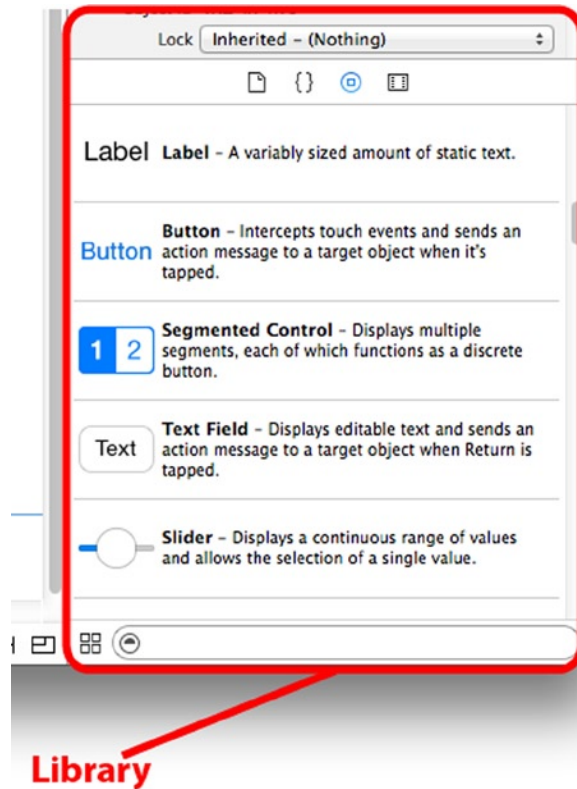 Lock Inherited – (Nothing)
{}
Label Label – A variably sized amount of static text.
Button – Intercepts touch events and sends an
Button action message to a target object when it's
tapped.
Segmented Control – Displays multiple
1 2 segments, each of which functions as a discrete
button.
Text Field – Displays editable text and sends an
Text action message to a target object when Return is
tapped.
Slider – Displays a continuous range of values
and allows the selection of a single value.
Library